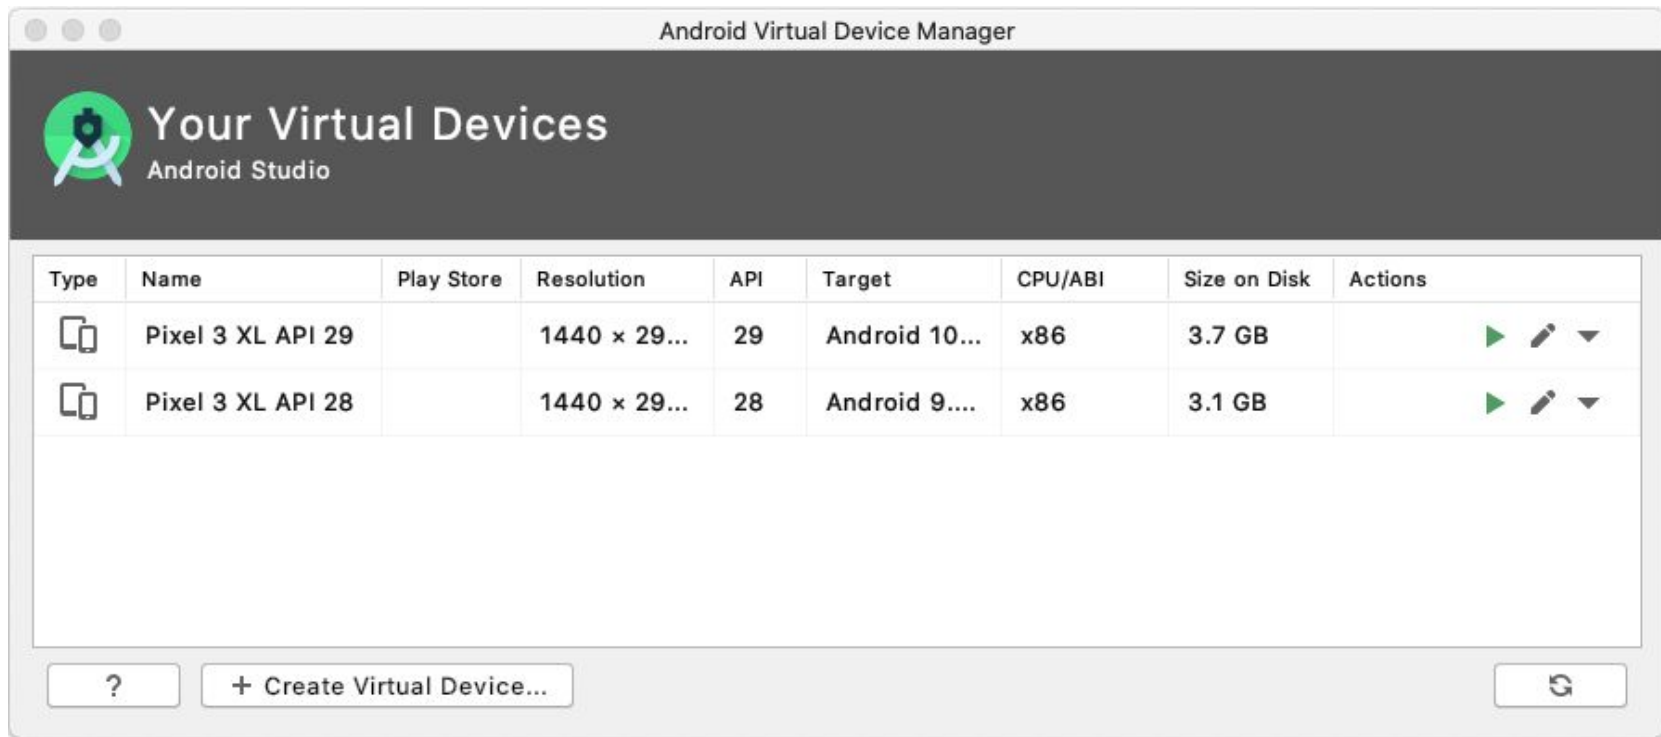 Android Virtual Device Manager
Your Virtual Devices
Android Studio
Type Name Play Store Resolution API Target CPU/ABI Size on Disk Actions
Pixel 3 XL API 29 1440 × 29... 29 Android 10... x86 3.7 GB
Pixel 3 XL API 28 1440 × 29... 28 Android 9.... x86 3.1 GB
? + Create Virtual Device...